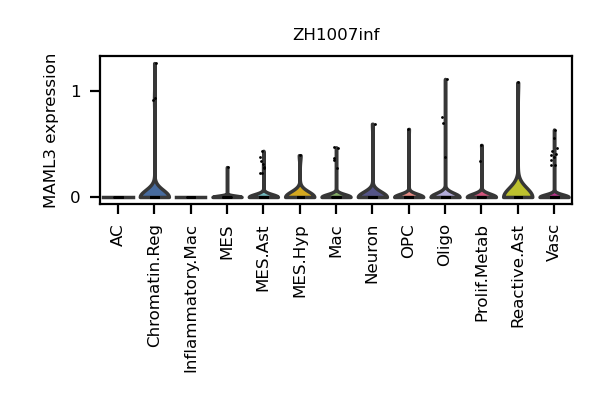 ZH1007inf
MAML3 expression
1
0
AC
Chromatin.Reg
Inflammatory.Mac
MES
MES.Ast
MES.Hyp
Mac
Neuron
OPC
Oligo
Prolif.Metab
Reactive.Ast
Vasc